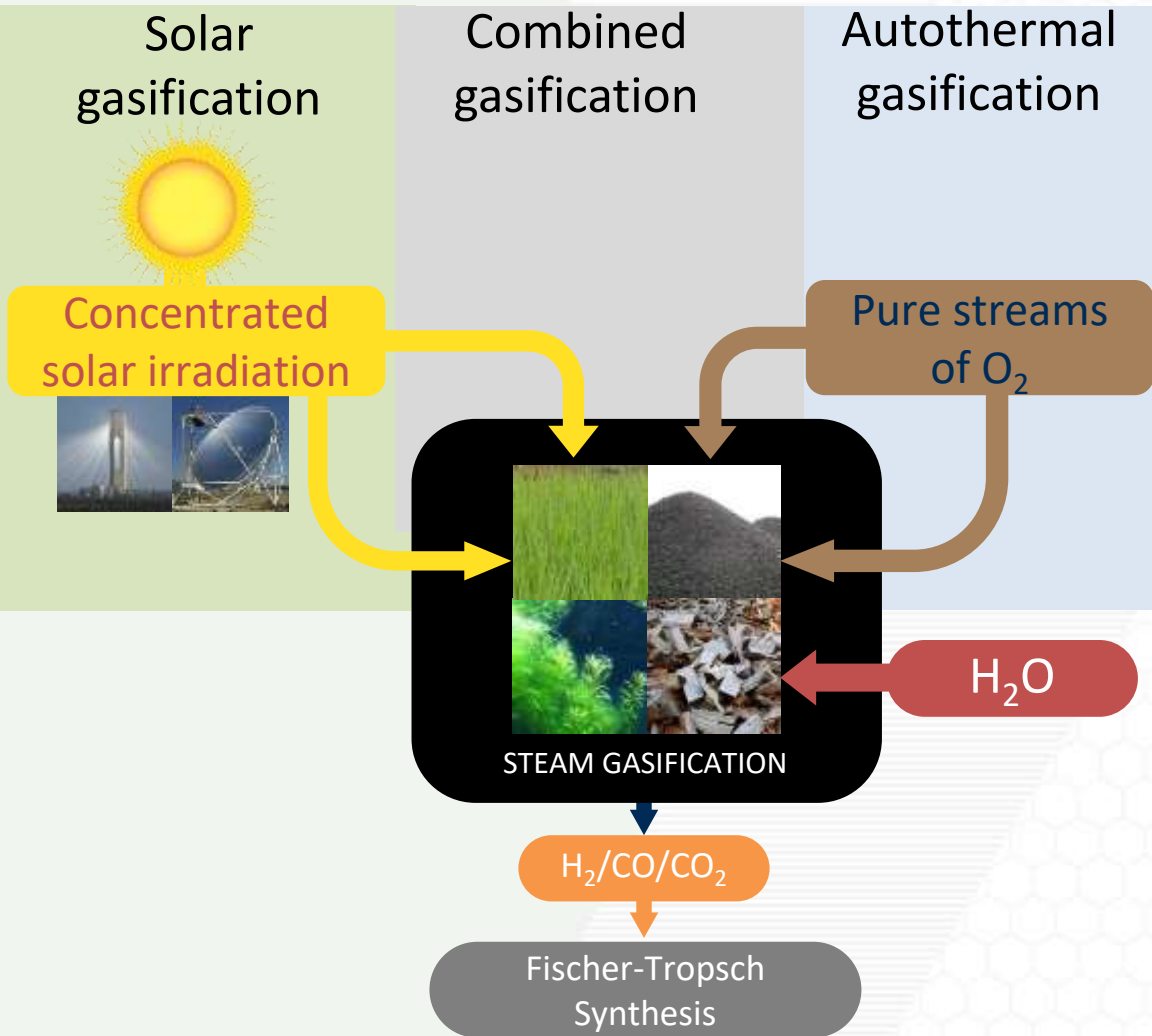 Solar
gasification
Combined
gasification
Autothermal
gasification
Concentrated
solar irradiation
Pure streams
of O₂
H₂O
STEAM GASIFICATION
H₂/CO/CO₂
Fischer-Tropsch
Synthesis